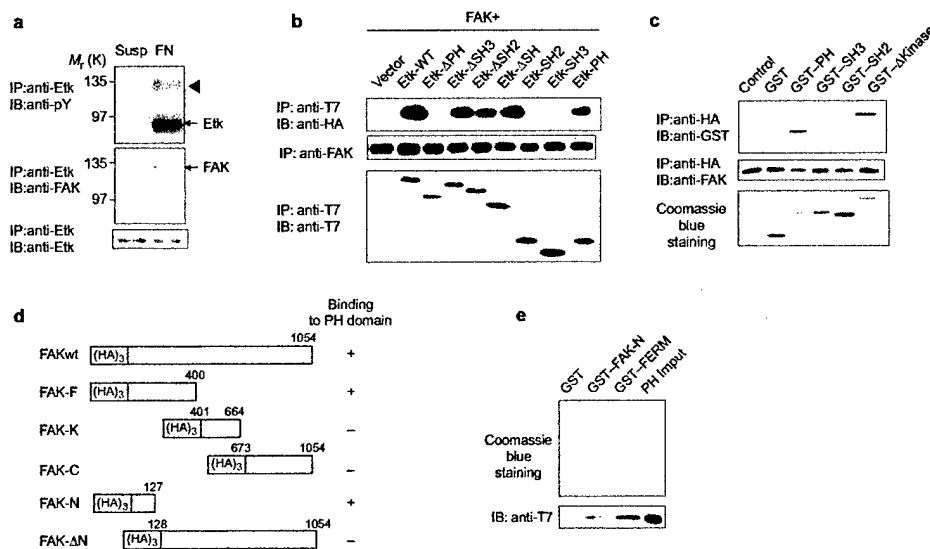 a
Susp FN
Mr (K)
IP:anti-Etk
IB:anti-pY
135
97
Etk
IP:anti-Etk
IB:anti-FAK
135
97
FAK
IP:anti-Etk
IB:anti-Etk
b
FAK+
Vector
Etk-WT
Etk-ΔPH
Etk-ΔSH3
Etk-ΔSH2
Etk-ΔSH
Etk-SH2
Etk-SH3
Etk-PH
IP: anti-T7
IB: anti-HA
IP: anti-FAK
IP: anti-T7
IB: anti-T7
c
Control
GST
GST–PH
GST–SH3
GST–SH2
GST–ΔKinase
IP:anti-HA
IB:anti-GST
IP:anti-HA
IB:anti-FAK
Coomassie
blue
staining
d
Binding
to PH domain
FAKwt (HA)3 1054 +
FAK-F (HA)3 400 +
FAK-K (HA)3 401 664 –
FAK-C (HA)3 673 1054 –
FAK-N (HA)3 127 +
FAK-ΔN (HA)3 128 1054 –
e
GST
GST–FAK-N
GST–FERM
PH Imput
Coomassie
blue
staining
IB: anti-T7